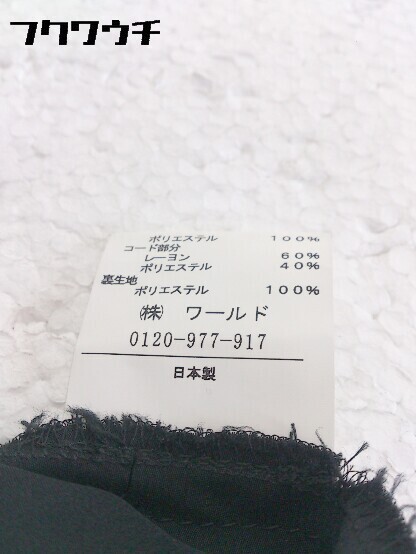 フクワウチ
ポリエステル 100%
コード部分
レーヨン 60%
ポリエステル 40%
裏生地
ポリエステル 100%
㈱ ワールド
0120-977-917
日本製